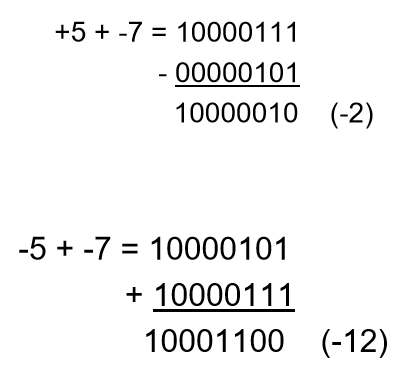 +5 + -7 = 10000111
- 00000101
10000010 (-2)
-5 + -7 = 10000101
+ 10000111
10001100 (-12)